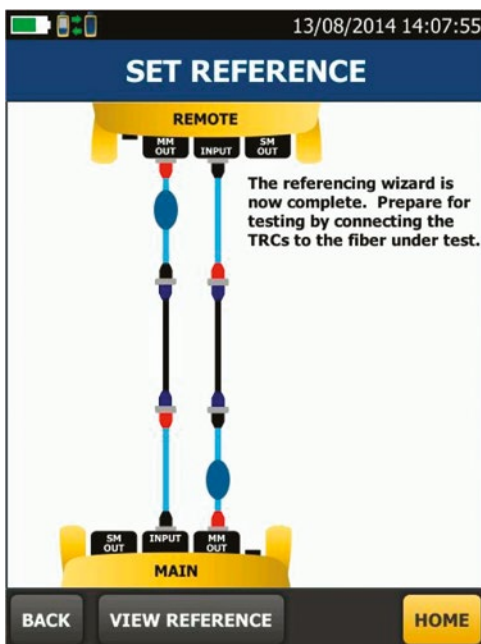 13/08/2014 14:07:55
SET REFERENCE
REMOTE
MM
OUT
INPUT
SM
OUT
The referencing wizard is
now complete. Prepare for
testing by connecting the
TRCs to the fiber under test.
SM
OUT
INPUT
MM
OUT
MAIN
BACK
VIEW REFERENCE
HOME